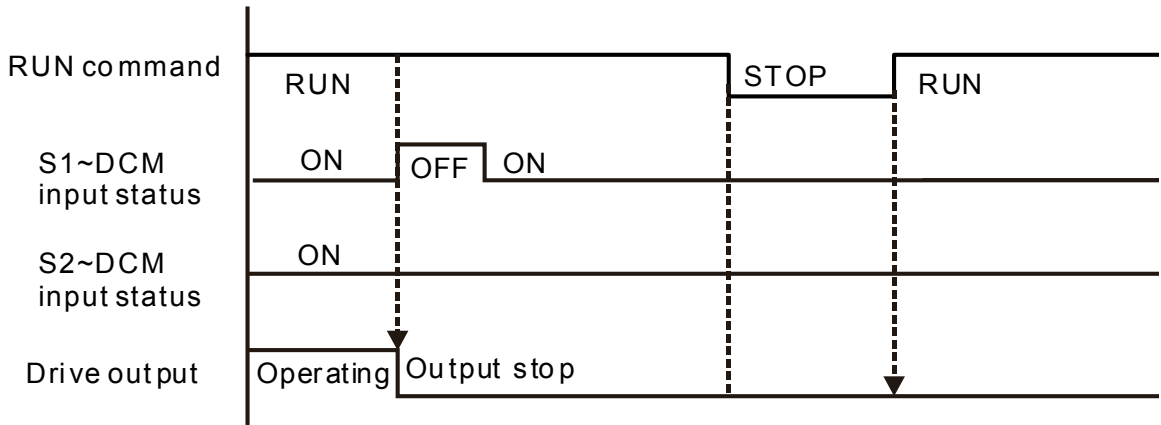 RUN command
RUN
STOP
RUN
S1~DCM
input status
ON
OFF
ON
S2~DCM
input status
ON
Drive output
Operating
Output stop